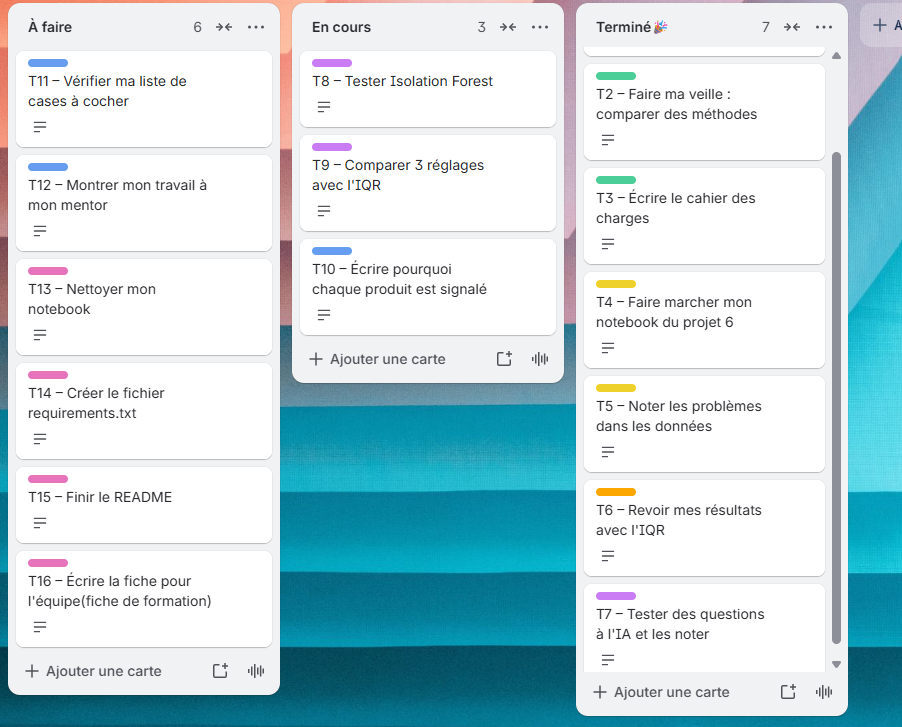 À faire 6
T11 – Vérifier ma liste de
cases à cocher
T12 – Montrer mon travail à
mon mentor
T13 – Nettoyer mon
notebook
T14 – Créer le fichier
requirements.txt
T15 – Finir le README
T16 – Écrire la fiche pour
l'équipe(fiche de formation)
+ Ajouter une carte
En cours 3
T8 – Tester Isolation Forest
T9 – Comparer 3 réglages
avec l'IQR
T10 – Écrire pourquoi
chaque produit est signalé
+ Ajouter une carte
Terminé🎉 7
T2 – Faire ma veille :
comparer des méthodes
T3 – Écrire le cahier des
charges
T4 – Faire marcher mon
notebook du projet 6
T5 – Noter les problèmes
dans les données
T6 – Revoir mes résultats
avec l'IQR
T7 – Tester des questions
à l'IA et les noter
+ Ajouter une carte
+ A